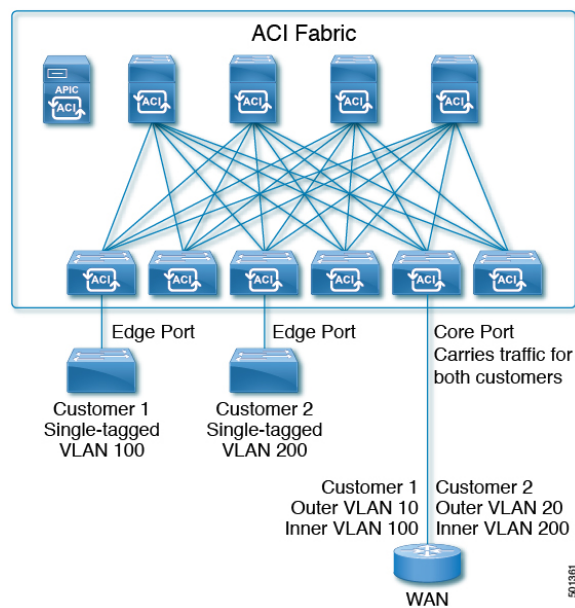 ACI Fabric
APIC
ACI
ACI
ACI
ACI
ACI
ACI
ACI
ACI
ACI
ACI
ACI
Edge Port
Edge Port
Core Port
Carries traffic for
both customers
Customer 1
Single-tagged
VLAN 100
Customer 2
Single-tagged
VLAN 200
Customer 1
Outer VLAN 10
Inner VLAN 100
Customer 2
Outer VLAN 20
Inner VLAN 200
WAN
501361